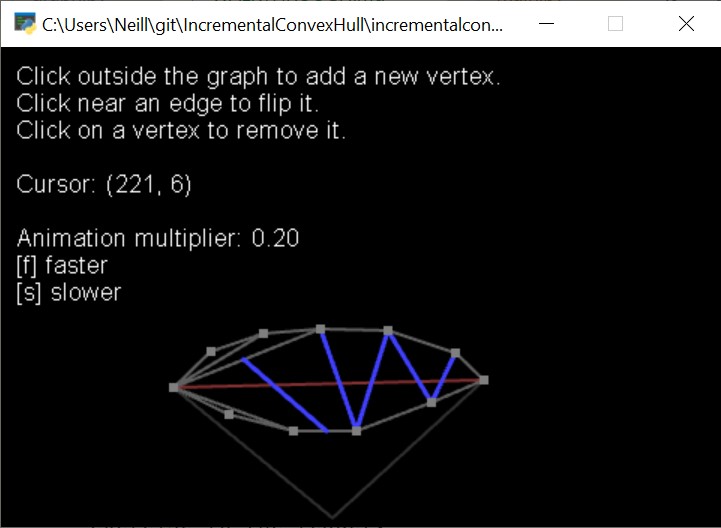 C:\Users\Neill\git\IncrementalConvexHull\incrementalcon...
Click outside the graph to add a new vertex.
Click near an edge to flip it.
Click on a vertex to remove it.
Cursor: (221, 6)
Animation multiplier: 0.20
[f] faster
[s] slower